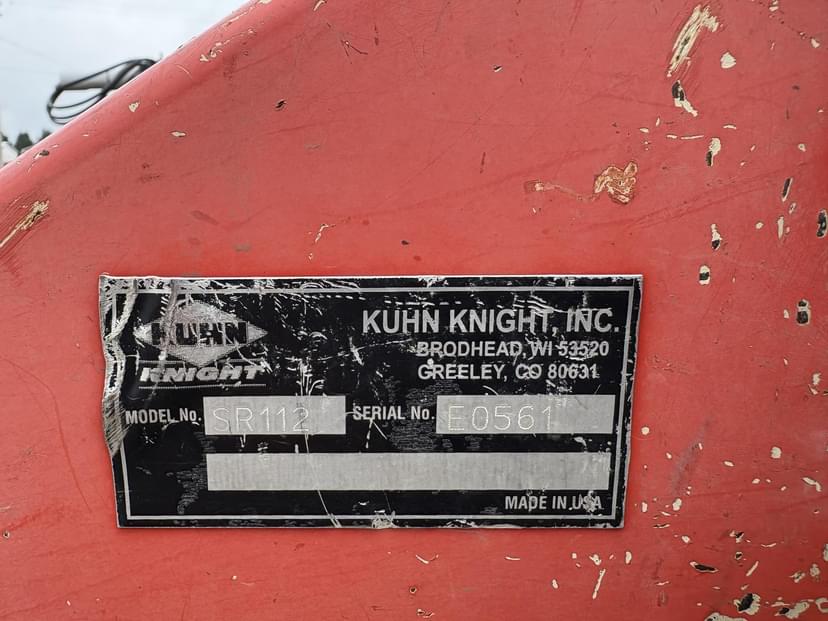 KUHN
KNIGHT
KUHN KNIGHT, INC.
BRODHEAD, WI 53520
GREELEY, CO 80631
MODEL No. SR112 SERIAL No. E0561
MADE IN USA